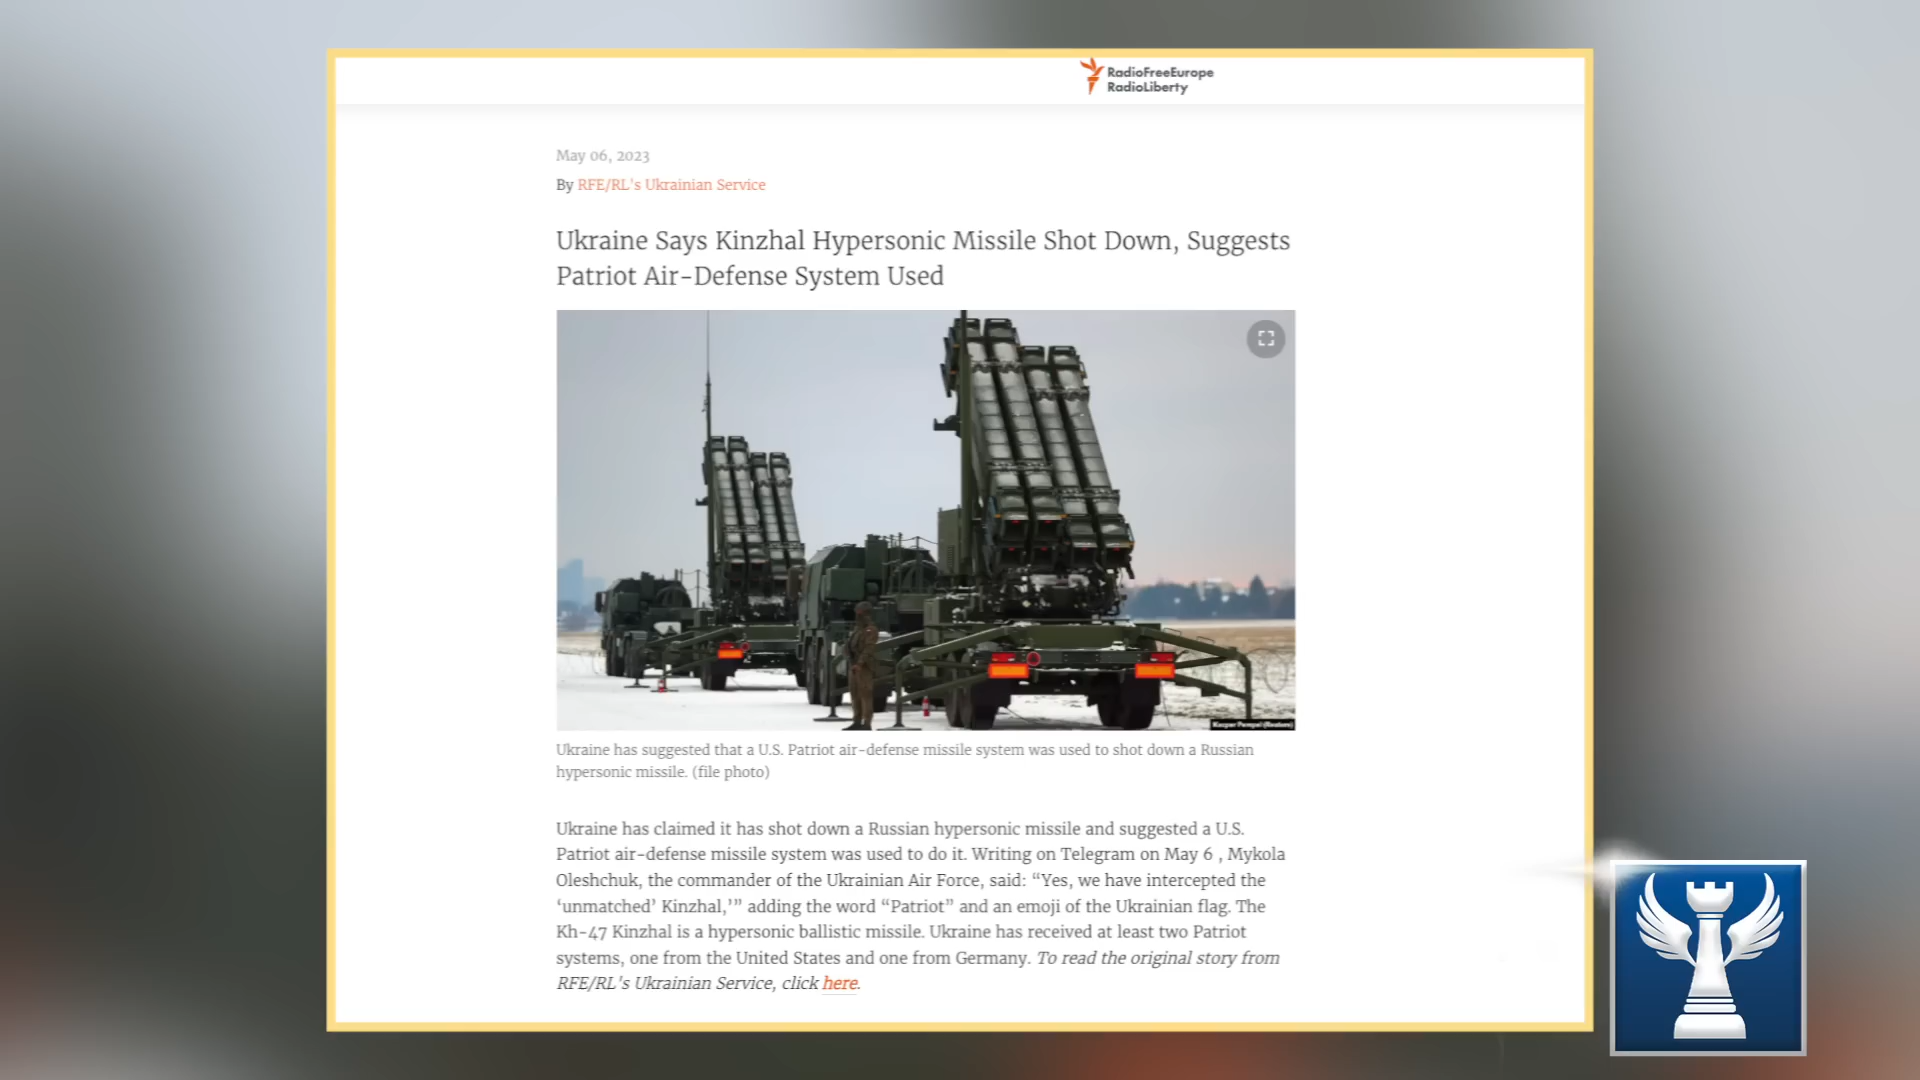 RadioFreeEurope
RadioLiberty
May 06, 2023
By RFE/RL's Ukrainian Service
Ukraine Says Kinzhal Hypersonic Missile Shot Down, Suggests
Patriot Air-Defense System Used
Kacper Pempel (Reuters)
Ukraine has suggested that a U.S. Patriot air-defense missile system was used to shot down a Russian
hypersonic missile. (file photo)
Ukraine has claimed it has shot down a Russian hypersonic missile and suggested a U.S.
Patriot air-defense missile system was used to do it. Writing on Telegram on May 6 , Mykola
Oleshchuk, the commander of the Ukrainian Air Force, said: “Yes, we have intercepted the
‘unmatched’ Kinzhal,’” adding the word “Patriot” and an emoji of the Ukrainian flag. The
Kh-47 Kinzhal is a hypersonic ballistic missile. Ukraine has received at least two Patriot
systems, one from the United States and one from Germany. To read the original story from
RFE/RL's Ukrainian Service, click here.